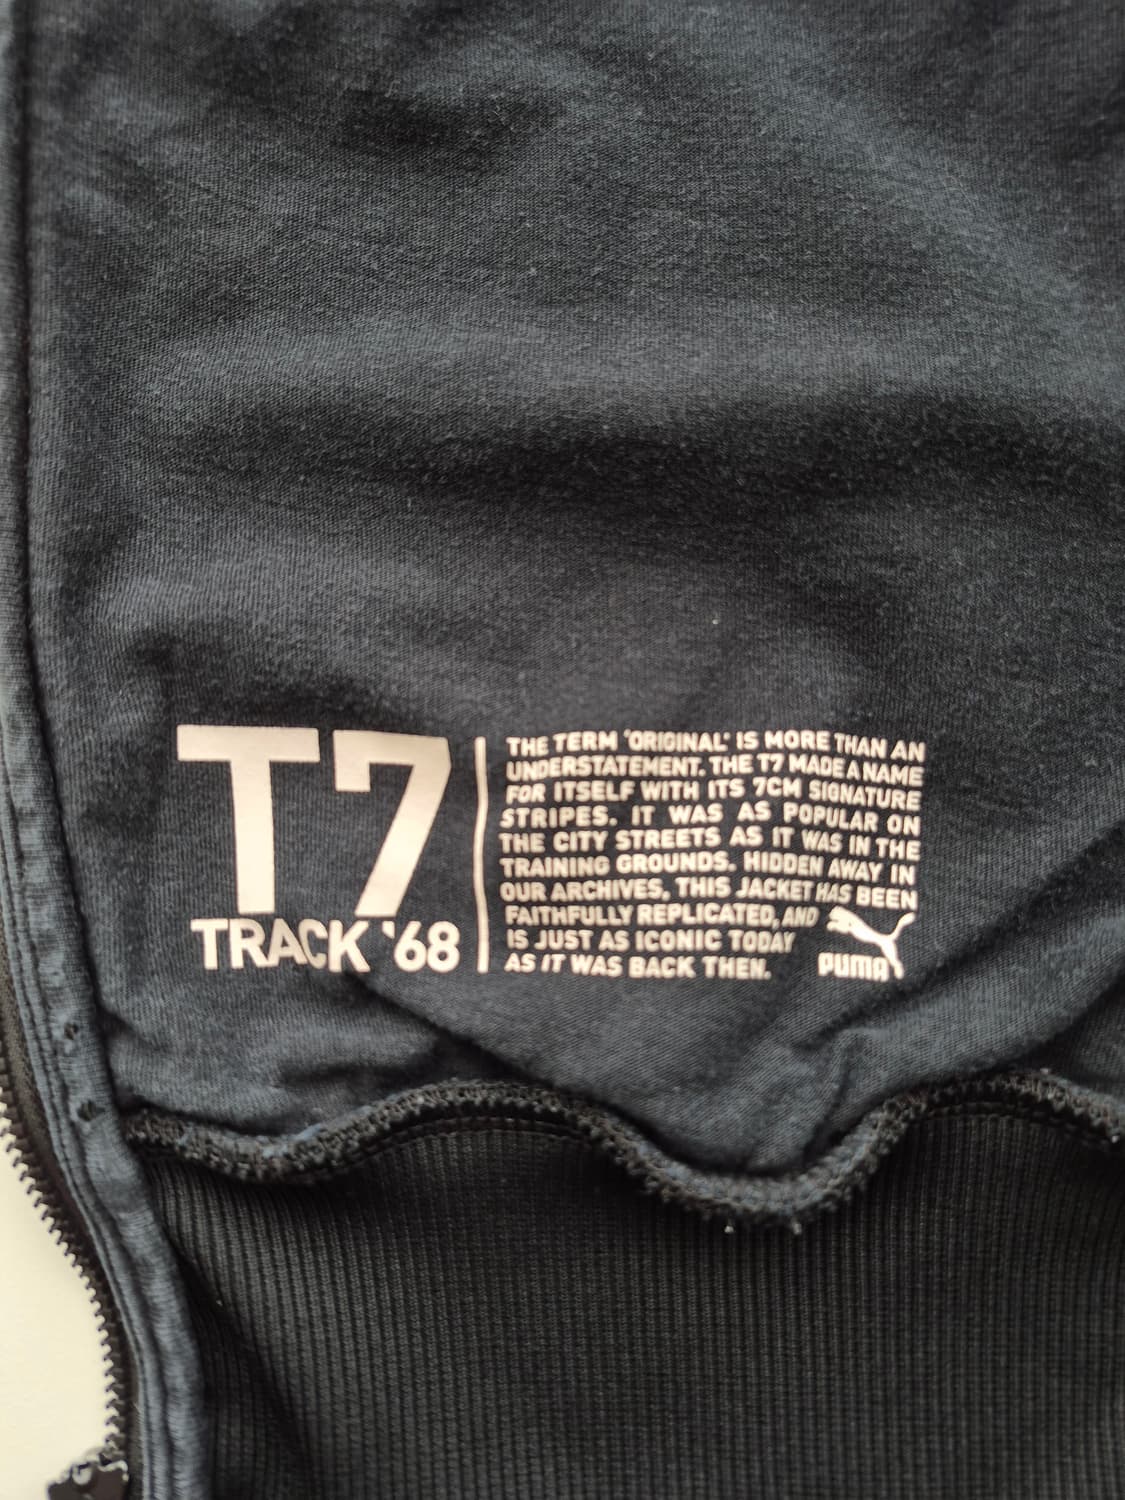 T7
TRACK '68
THE TERM 'ORIGINAL' IS MORE THAN AN
UNDERSTATEMENT. THE T7 MADE A NAME
FOR ITSELF WITH ITS 7CM SIGNATURE
STRIPES. IT WAS AS POPULAR ON
THE CITY STREETS AS IT WAS IN THE
TRAINING GROUNDS. HIDDEN AWAY IN
OUR ARCHIVES, THIS JACKET HAS BEEN
FAITHFULLY REPLICATED, AND
IS JUST AS ICONIC TODAY
AS IT WAS BACK THEN.
PUMA